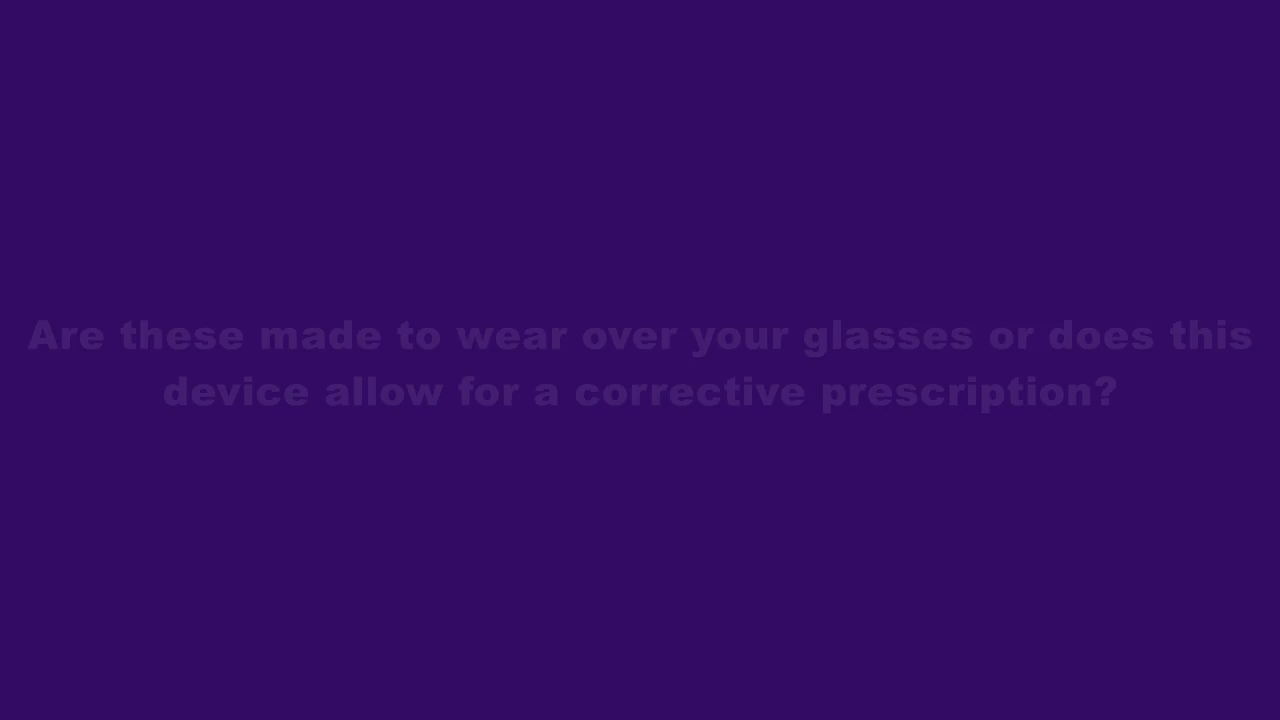 Are these made to wear over your glasses or does this
device allow for a corrective prescription?